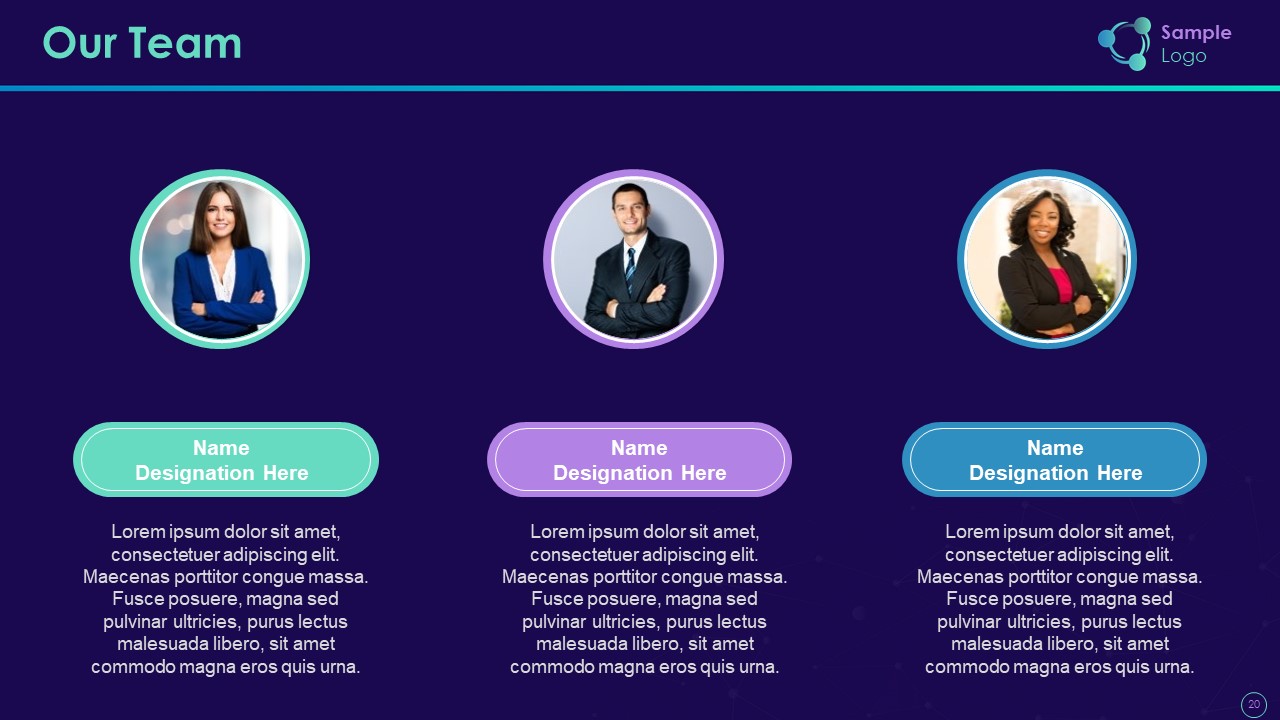 Our Team
Sample
Logo
Name
Designation Here
Lorem ipsum dolor sit amet,
consectetuer adipiscing elit.
Maecenas porttitor congue massa.
Fusce posuere, magna sed
pulvinar ultricies, purus lectus
malesuada libero, sit amet
commodo magna eros quis urna.
Name
Designation Here
Lorem ipsum dolor sit amet,
consectetuer adipiscing elit.
Maecenas porttitor congue massa.
Fusce posuere, magna sed
pulvinar ultricies, purus lectus
malesuada libero, sit amet
commodo magna eros quis urna.
Name
Designation Here
Lorem ipsum dolor sit amet,
consectetuer adipiscing elit.
Maecenas porttitor congue massa.
Fusce posuere, magna sed
pulvinar ultricies, purus lectus
malesuada libero, sit amet
commodo magna eros quis urna.
20